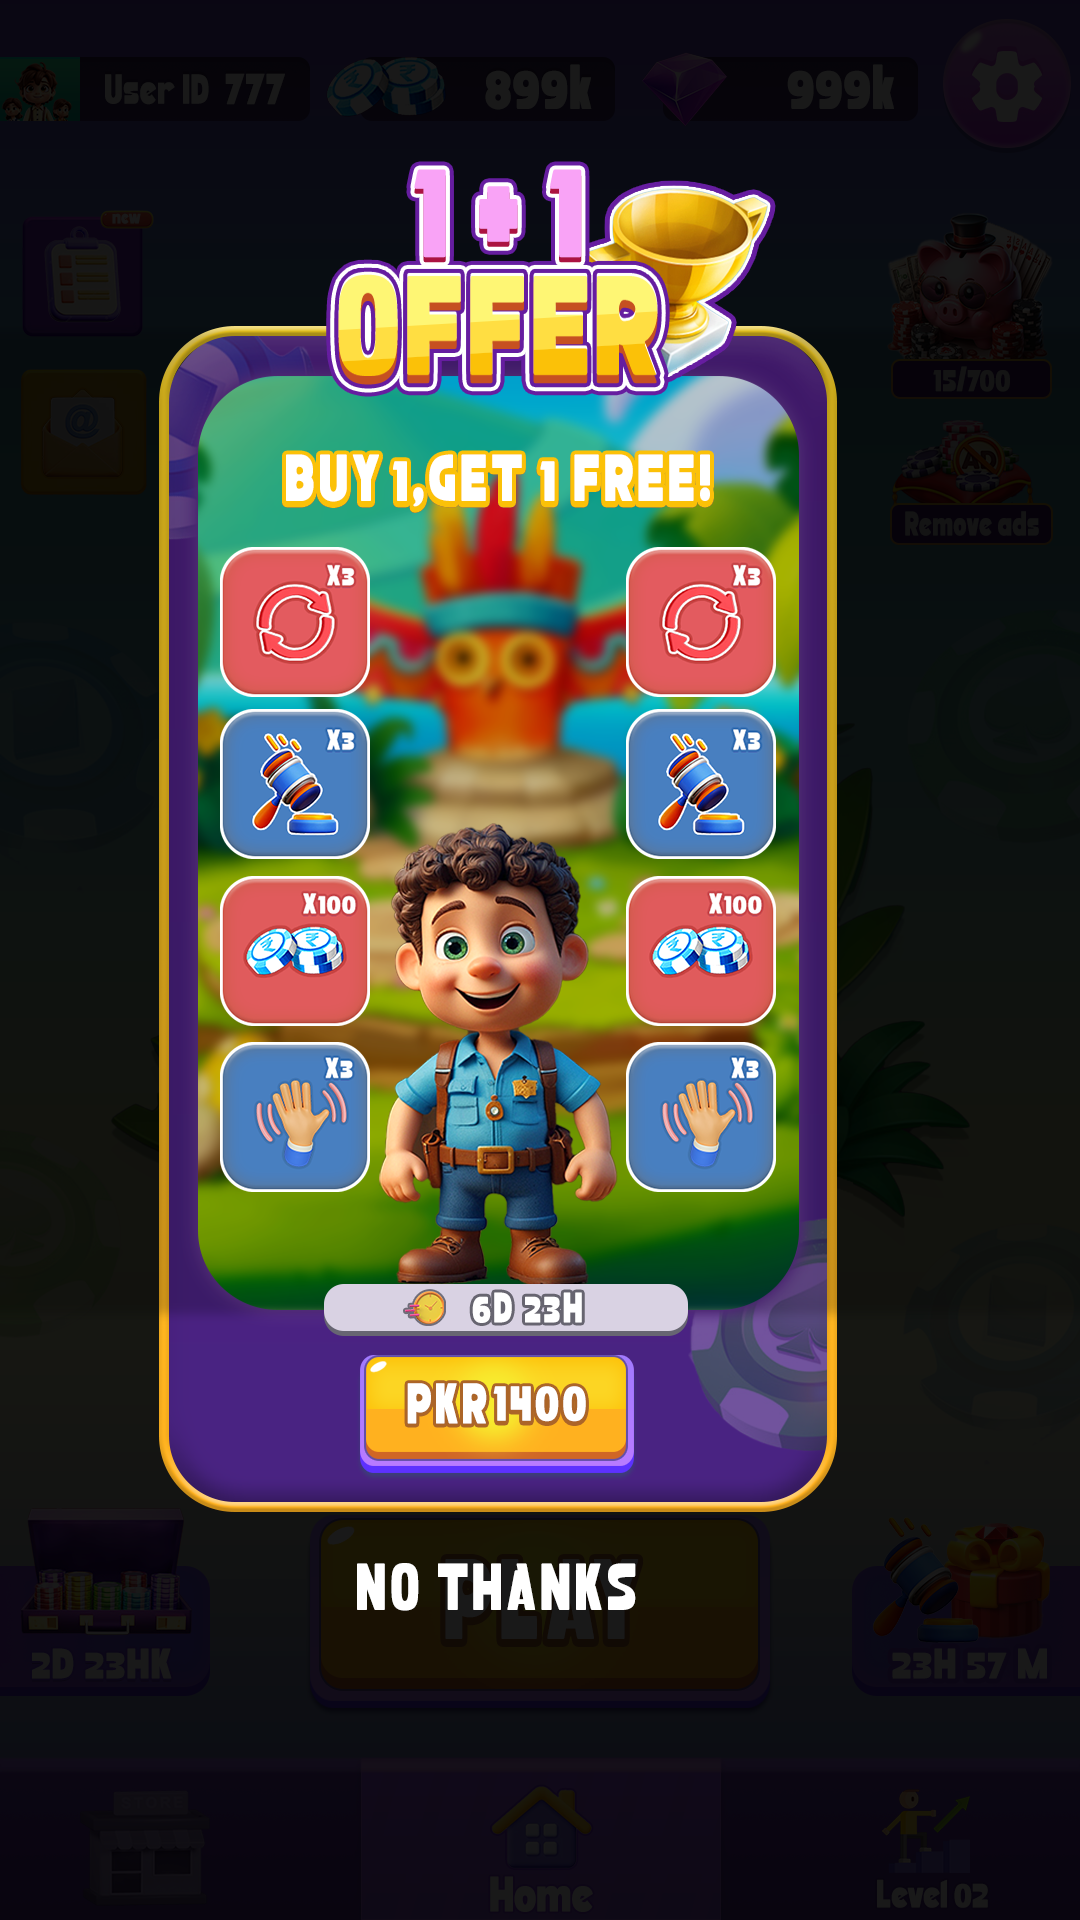 User ID 777
899k
999k
new
1+1
OFFER
15/700
BUY 1,GET 1 FREE!
AD
Remove ads
X3
X3
X3
X3
X100
X100
X3
X3
6D 23H
PKR1400
NO THANKS
PLAY
2D 23HK
23H 57 M
STORE
Home
Level 02